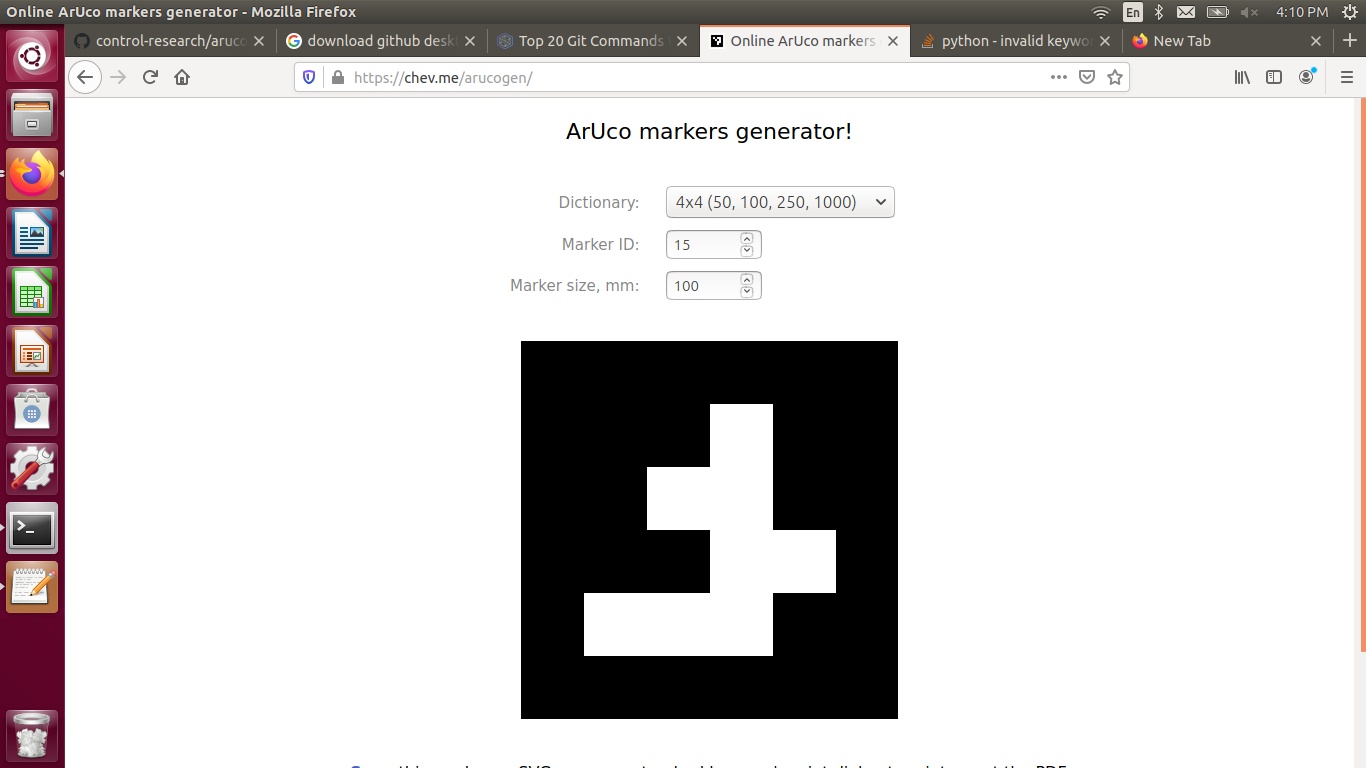 Online ArUco markers generator - Mozilla Firefox
En
4:10 PM
control-research/aruc
download github desk
Top 20 Git Commands
Online ArUco markers
python - invalid keywo
New Tab
https://chev.me/arucogen/
ArUco markers generator!
Dictionary:
4x4 (50, 100, 250, 1000)
Marker ID:
15
Marker size, mm:
100